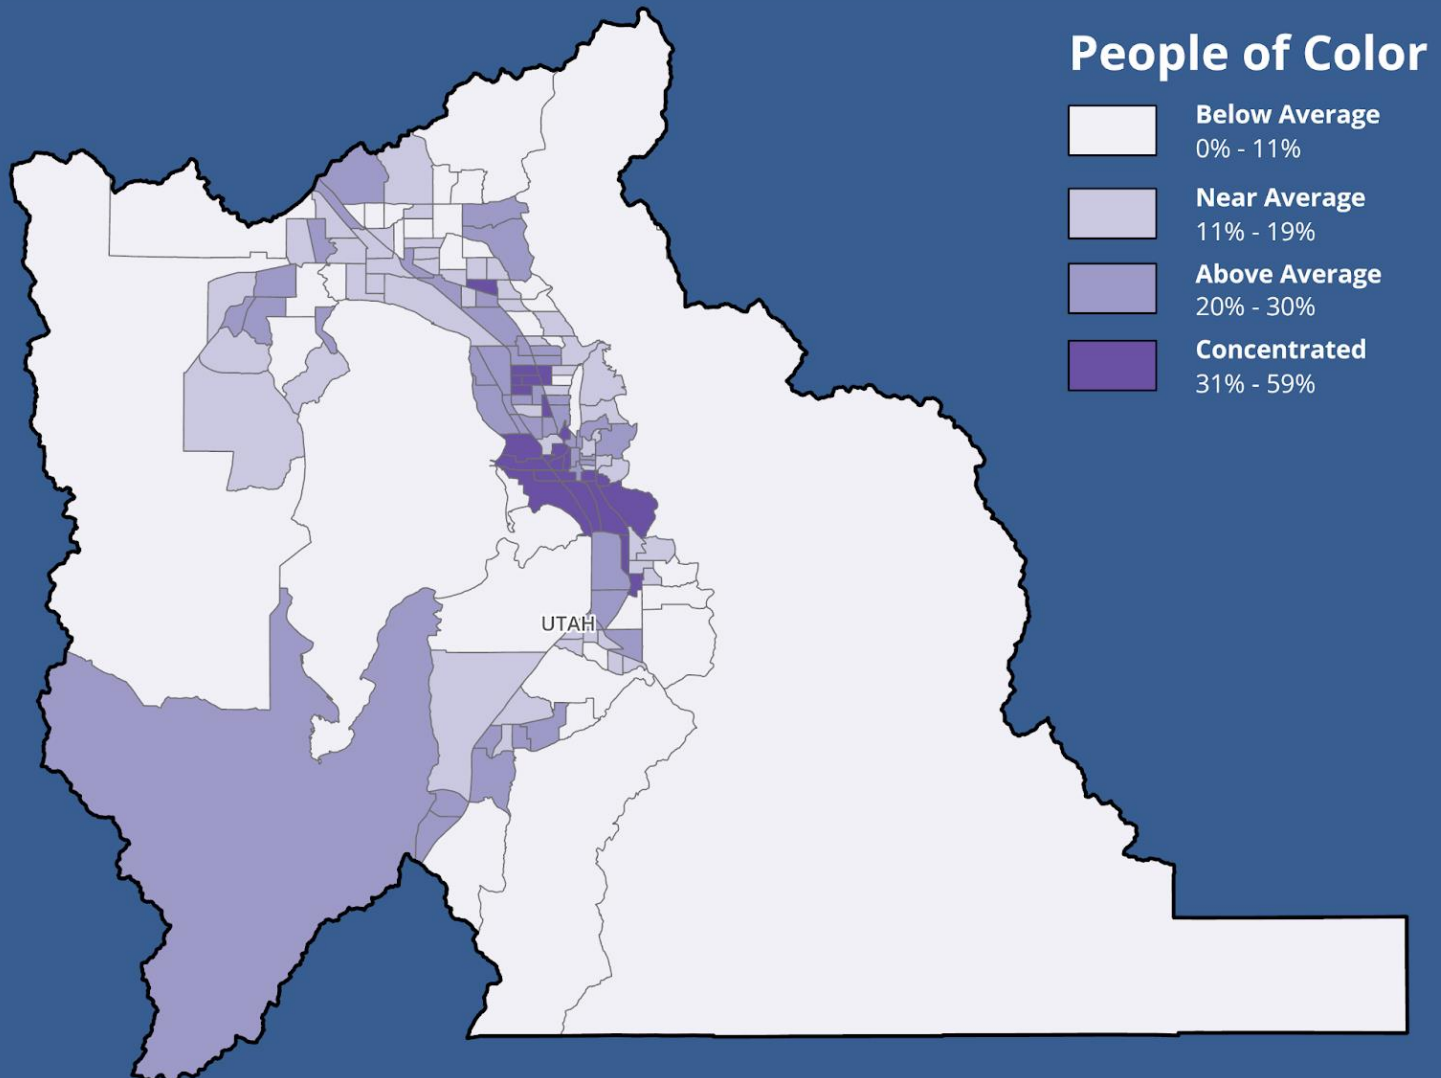 People of Color
Below Average
0% - 11%
Near Average
11% - 19%
Above Average
20% - 30%
Concentrated
31% - 59%
UTAH